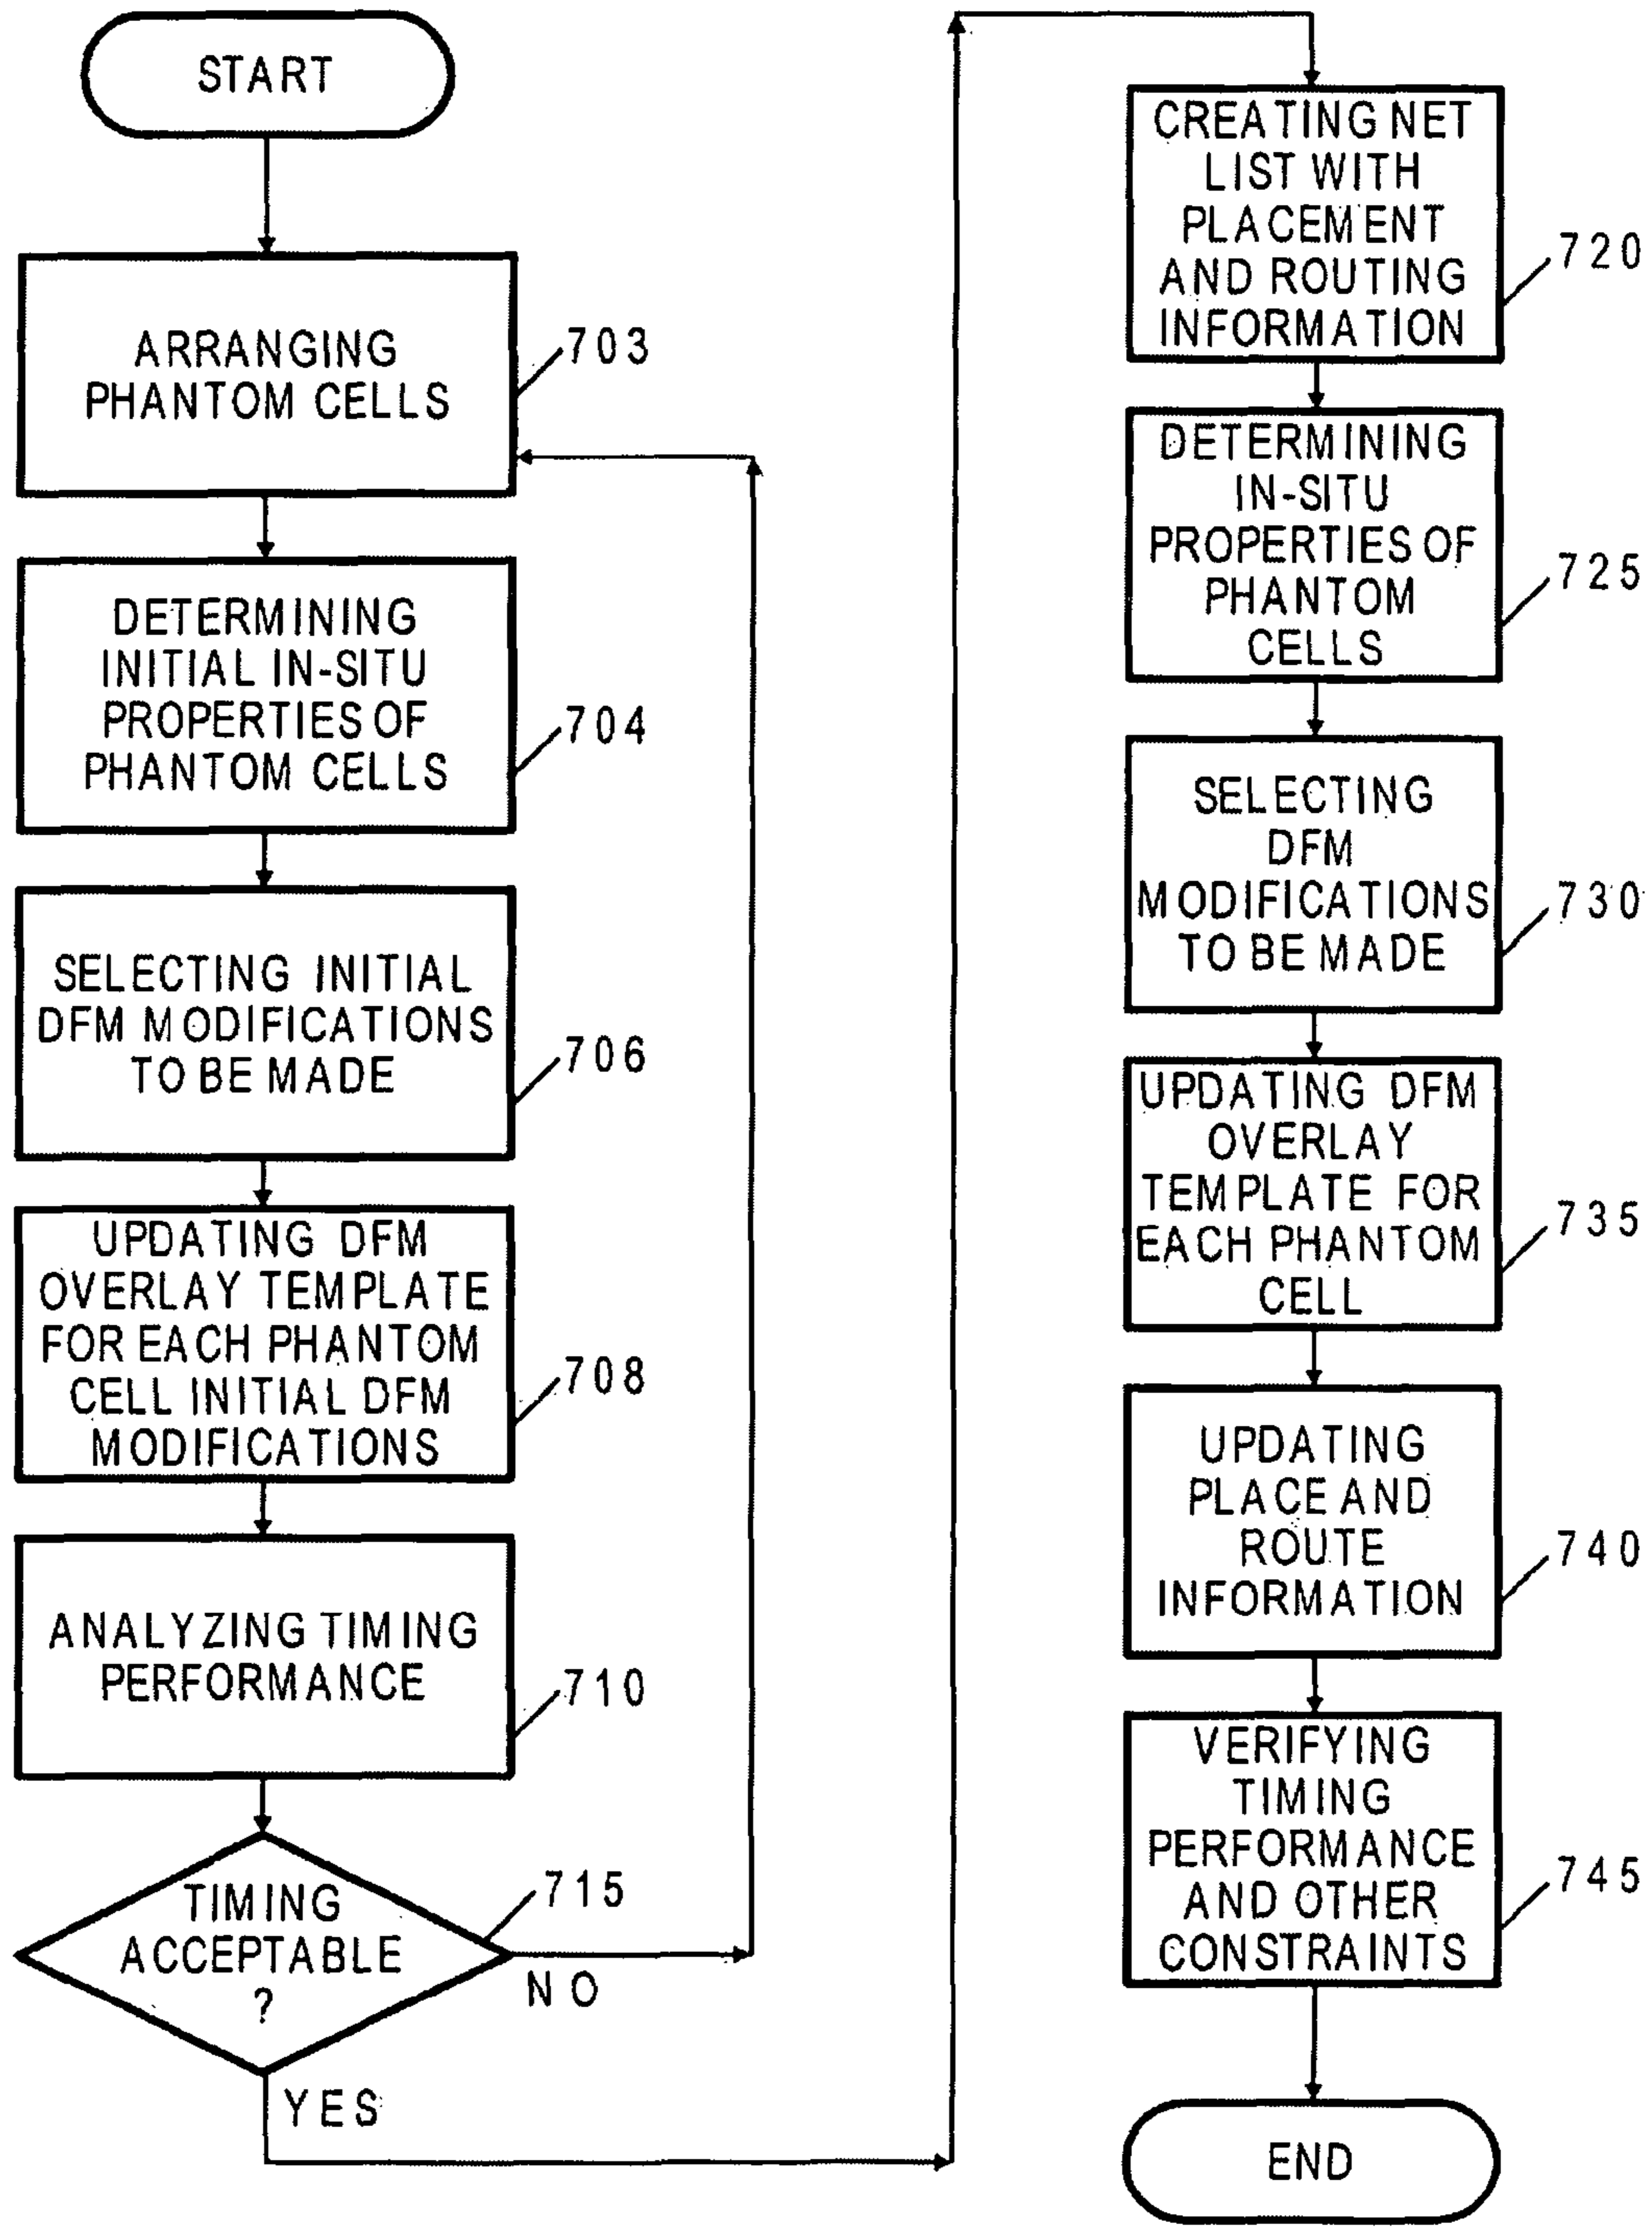 START
ARRANGING
PHANTOM CELLS
703
DETERMINING
INITIAL IN-SITU
PROPERTIES OF
PHANTOM CELLS
704
SELECTING INITIAL
DFM MODIFICATIONS
TO BE MADE
706
UPDATING DFM
OVERLAY TEMPLATE
FOR EACH PHANTOM
CELL INITIAL DFM
MODIFICATIONS
708
ANALYZING TIMING
PERFORMANCE
710
TIMING
ACCEPTABLE
?
715
NO
YES
CREATING NET
LIST WITH
PLACEMENT
AND ROUTING
INFORMATION
720
DETERMINING
IN-SITU
PROPERTIES OF
PHANTOM
CELLS
725
SELECTING
DFM
MODIFICATIONS
TO BE MADE
730
UPDATING DFM
OVERLAY
TEMPLATE FOR
EACH PHANTOM
CELL
735
UPDATING
PLACE AND
ROUTE
INFORMATION
740
VERIFYING
TIMING
PERFORMANCE
AND OTHER
CONSTRAINTS
745
END